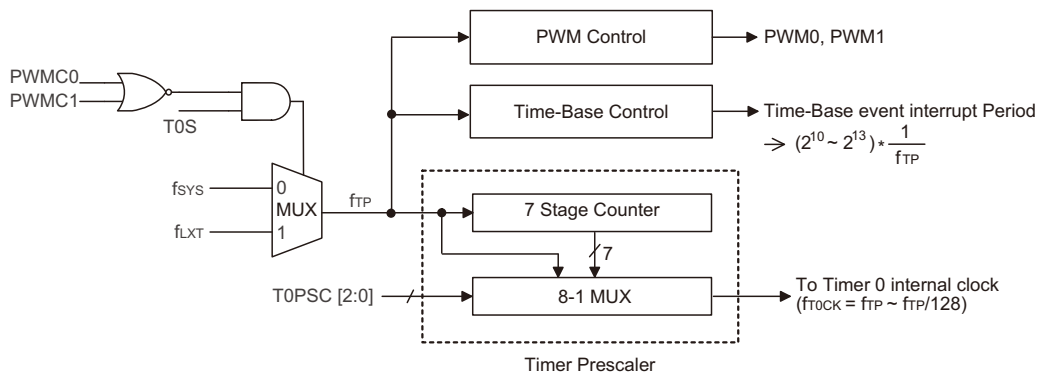 PWM Control
PWM0, PWM1
PWMC0
PWMC1
T0S
Time-Base Control
Time-Base event interrupt Period
→ (2^10 ~ 2^13) * 1/fTP
fSYS
0
MUX
fTP
fLXT
1
7 Stage Counter
7
T0PSC [2:0]
8-1 MUX
To Timer 0 internal clock
(fT0CK = fTP ~ fTP/128)
Timer Prescaler